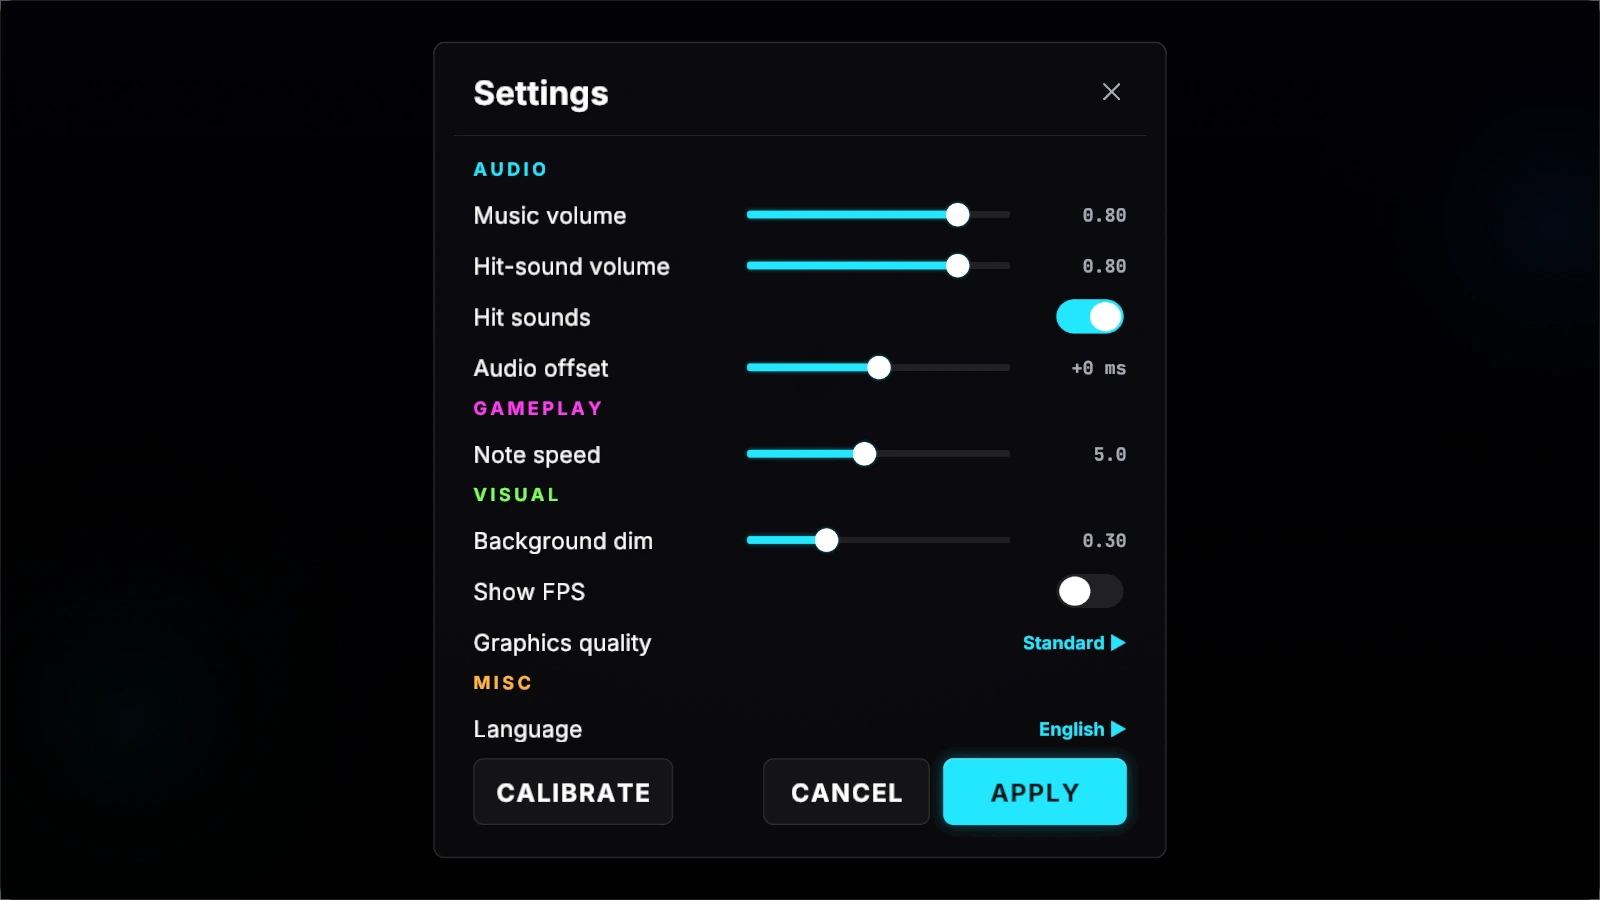 Settings
AUDIO
Music volume 0.80
Hit-sound volume 0.80
Hit sounds
Audio offset +0 ms
GAMEPLAY
Note speed 5.0
VISUAL
Background dim 0.30
Show FPS
Graphics quality Standard ▶
MISC
Language English ▶
CALIBRATE CANCEL APPLY